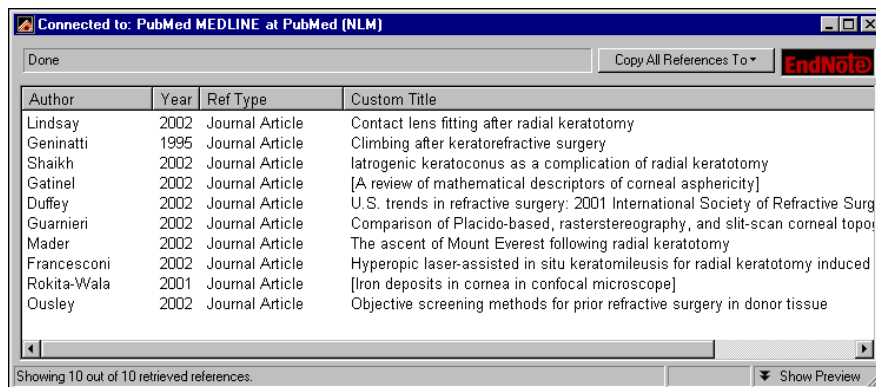 Connected to: PubMed MEDLINE at PubMed (NLM)
Done
Copy All References To
EndNote
Author Year Ref Type Custom Title
Lindsay 2002 Journal Article Contact lens fitting after radial keratotomy
Geninatti 1995 Journal Article Climbing after keratorefractive surgery
Shaikh 2002 Journal Article Iatrogenic keratoconus as a complication of radial keratotomy
Gatinel 2002 Journal Article [A review of mathematical descriptors of corneal asphericity]
Duffey 2002 Journal Article U.S. trends in refractive surgery: 2001 International Society of Refractive Surg
Guarnieri 2002 Journal Article Comparison of Placido-based, rasterstereography, and slit-scan corneal topo
Mader 2002 Journal Article The ascent of Mount Everest following radial keratotomy
Francesconi 2002 Journal Article Hyperopic laser-assisted in situ keratomileusis for radial keratotomy induced
Rokita-Wala 2001 Journal Article [Iron deposits in cornea in confocal microscope]
Ousley 2002 Journal Article Objective screening methods for prior refractive surgery in donor tissue
Showing 10 out of 10 retrieved references.
Show Preview